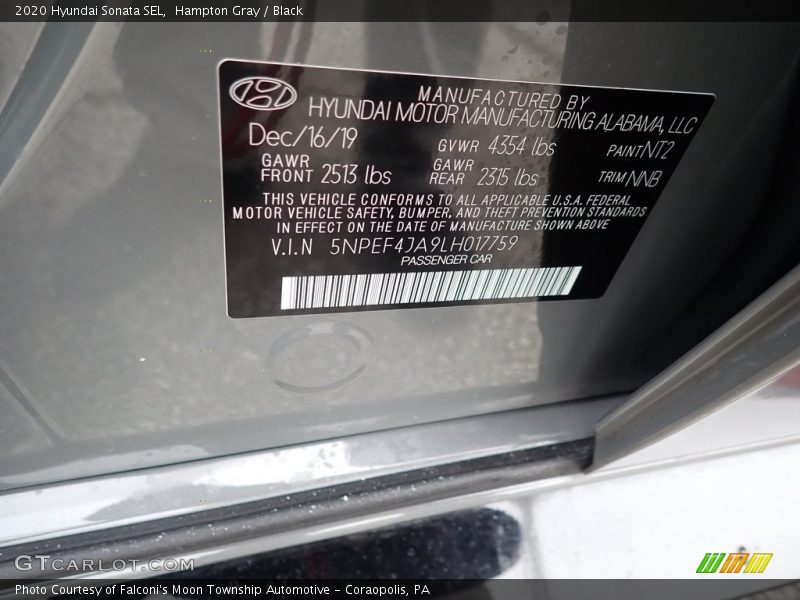 2020 Hyundai Sonata SEL,  Hampton Gray / Black
MANUFACTURED BY
HYUNDAI MOTOR MANUFACTURING ALABAMA, LLC
Dec/16/19 GVWR 4354 lbs PAINT NT2
GAWR FRONT 2513 lbs GAWR REAR 2315 lbs TRIM NNB
THIS VEHICLE CONFORMS TO ALL APPLICABLE U.S.A. FEDERAL
MOTOR VEHICLE SAFETY, BUMPER, AND THEFT PREVENTION STANDARDS
IN EFFECT ON THE DATE OF MANUFACTURE SHOWN ABOVE
V.I.N 5NPEF4JA9LH017759
PASSENGER CAR
GTCARLOT.COM
Photo Courtesy of Falconi's Moon Township Automotive - Coraopolis, PA